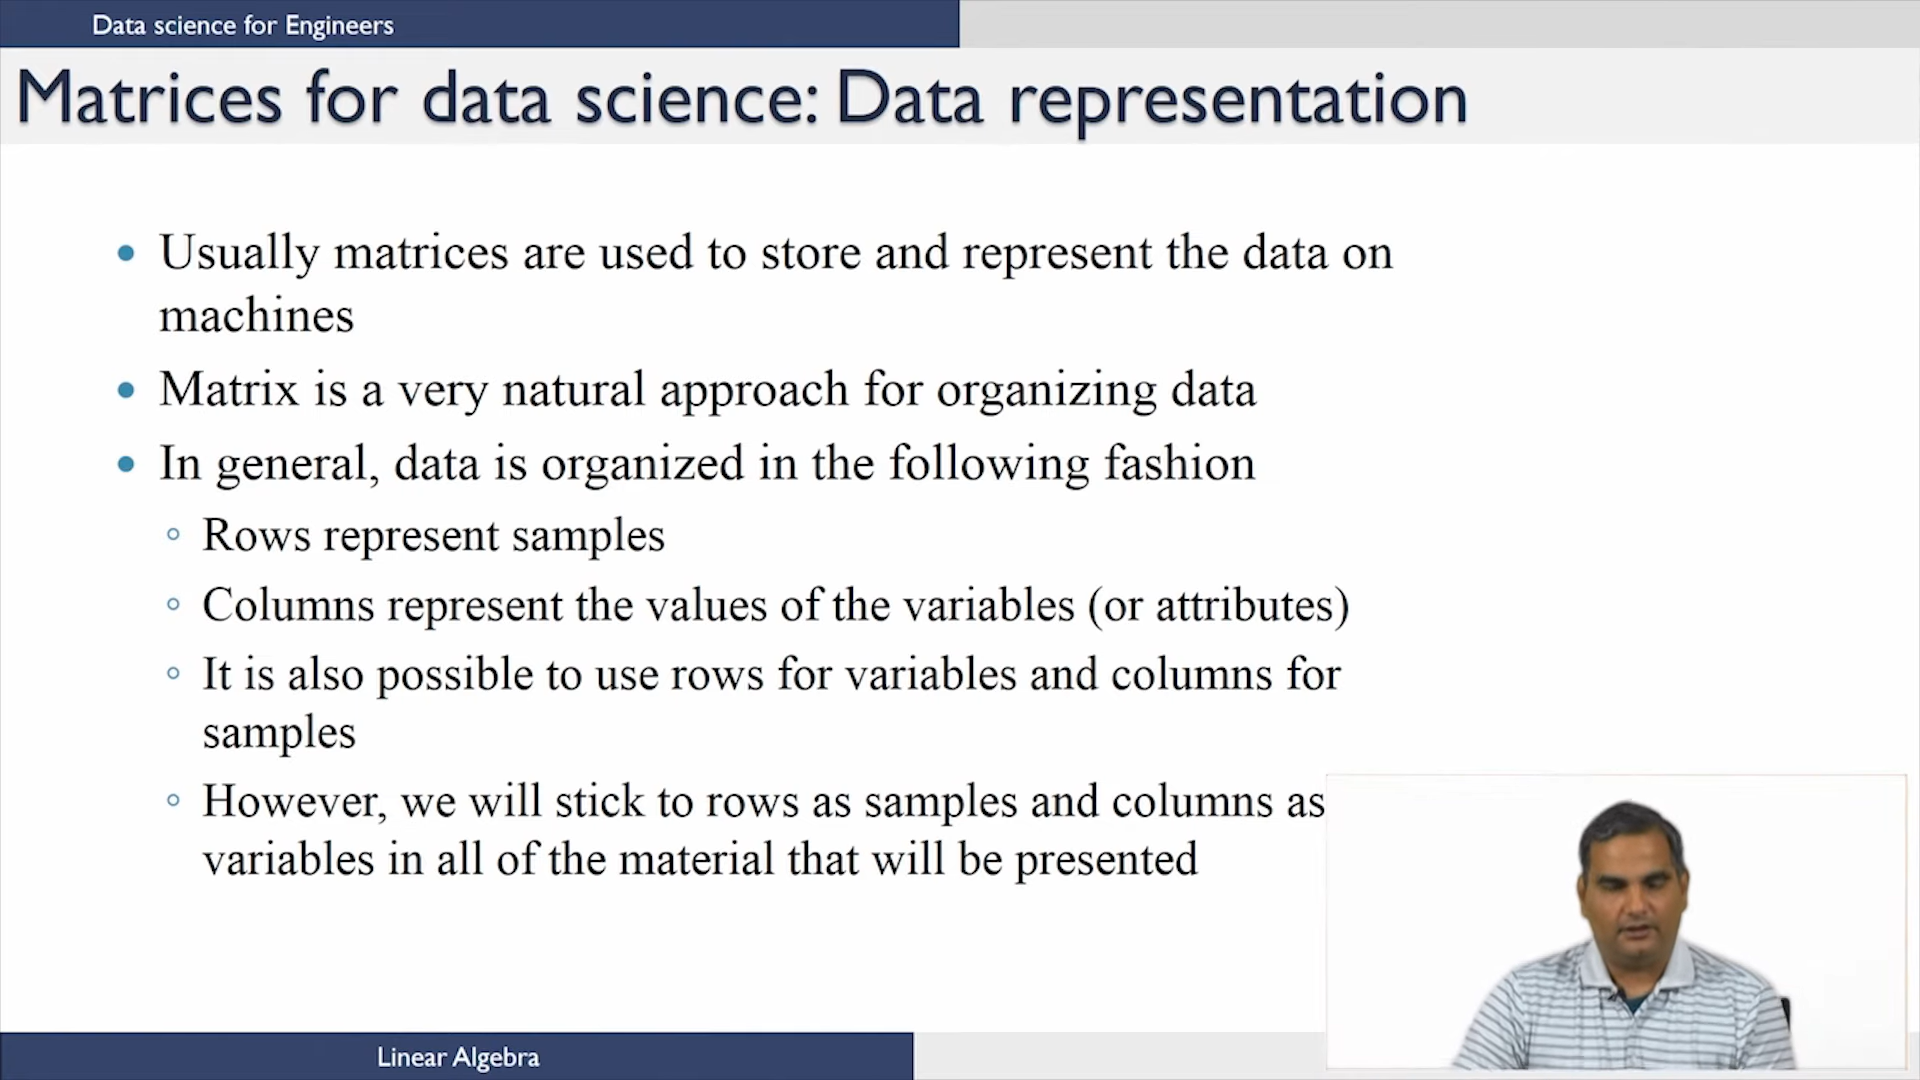 Data science for Engineers
Matrices for data science: Data representation
• Usually matrices are used to store and represent the data on
machines
• Matrix is a very natural approach for organizing data
• In general, data is organized in the following fashion
◦ Rows represent samples
◦ Columns represent the values of the variables (or attributes)
◦ It is also possible to use rows for variables and columns for
samples
◦ However, we will stick to rows as samples and columns as
variables in all of the material that will be presented
Linear Algebra